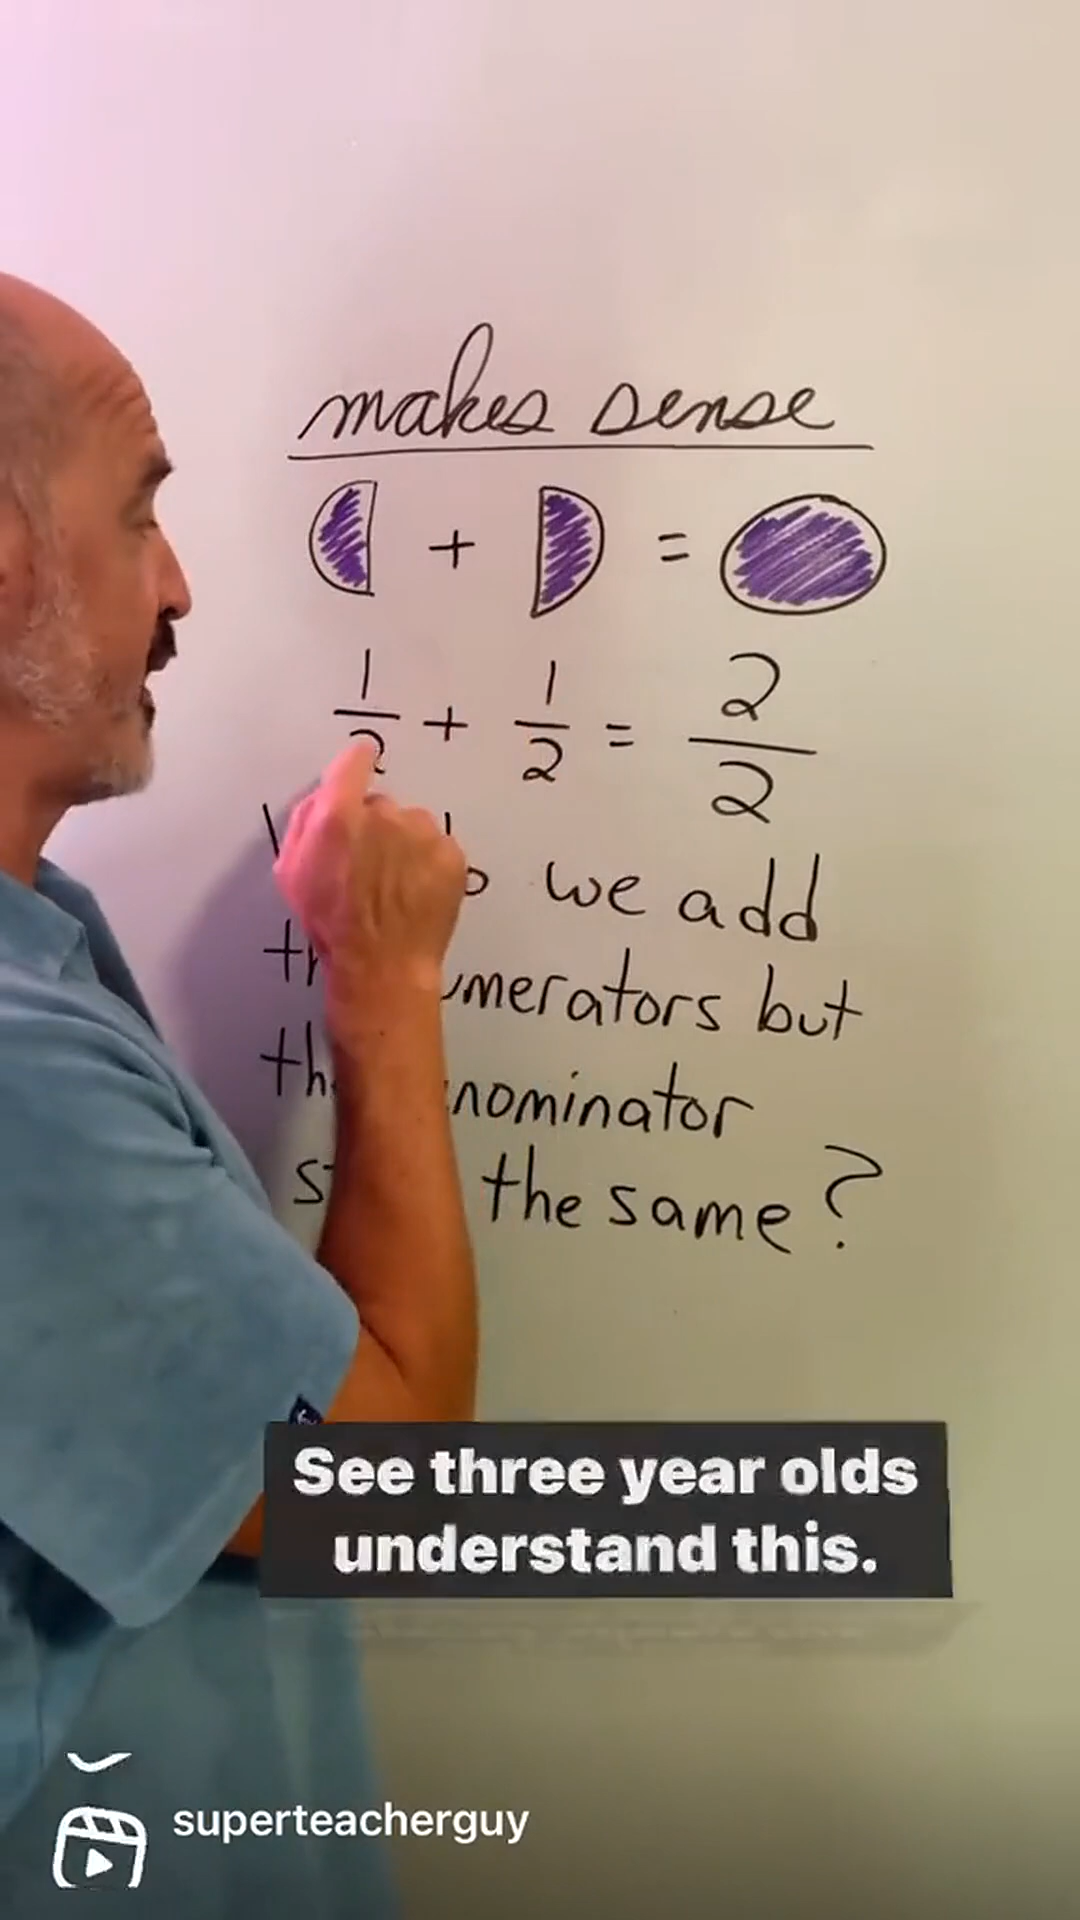 makes sense
+ =
1/2 + 1/2 = 2/2
we add
merators but
nominator
the same?
See three year olds
understand this.
superteacherguy